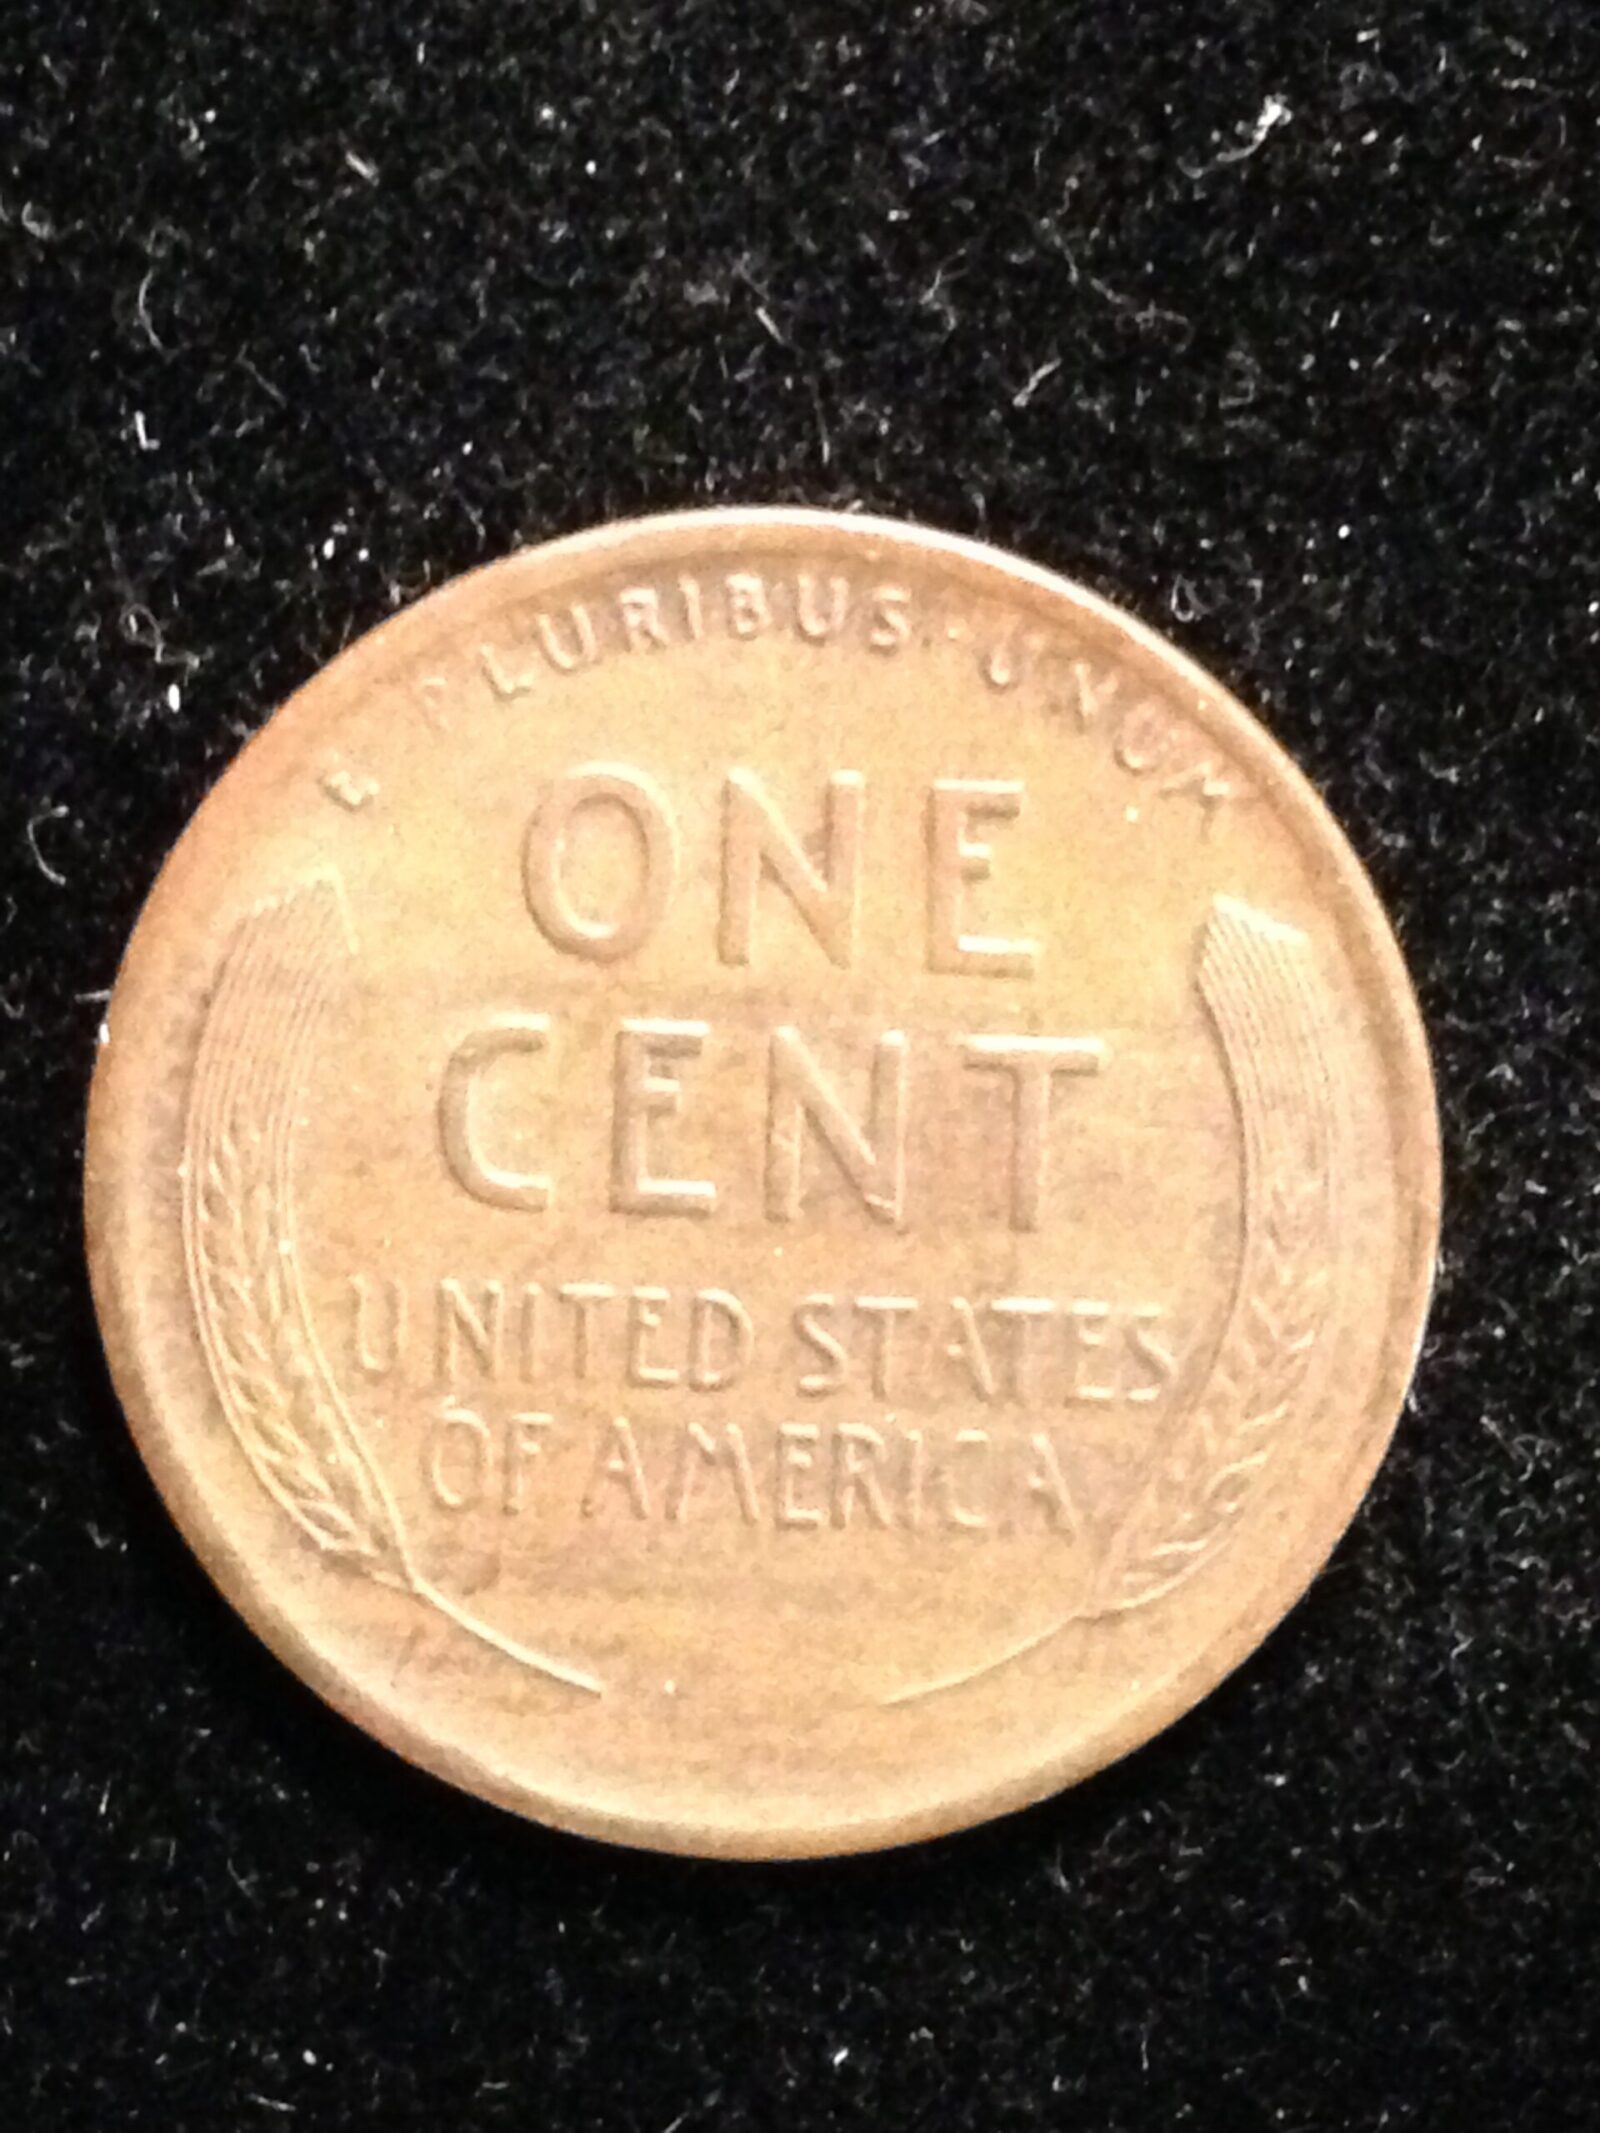 E PLURIBUS · UNUM
ONE
CENT
UNITED STATES
OF AMERICA